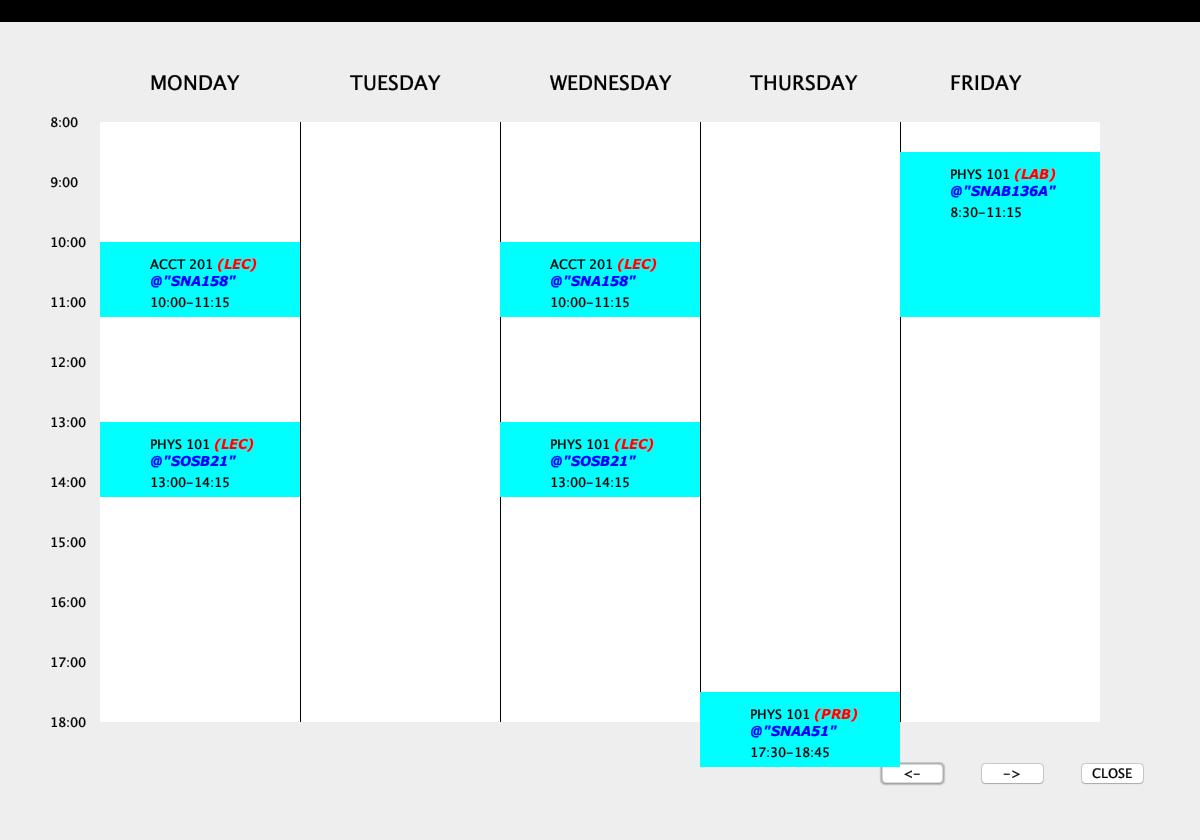 MONDAY TUESDAY WEDNESDAY THURSDAY FRIDAY
8:00
PHYS 101 (LAB)
@"SNAB136A"
8:30-11:15
9:00
10:00
ACCT 201 (LEC)
@"SNA158"
10:00-11:15
ACCT 201 (LEC)
@"SNA158"
10:00-11:15
11:00
12:00
13:00
PHYS 101 (LEC)
@"SOSB21"
13:00-14:15
PHYS 101 (LEC)
@"SOSB21"
13:00-14:15
14:00
15:00
16:00
17:00
18:00
PHYS 101 (PRB)
@"SNAA51"
17:30-18:45
<- -> CLOSE